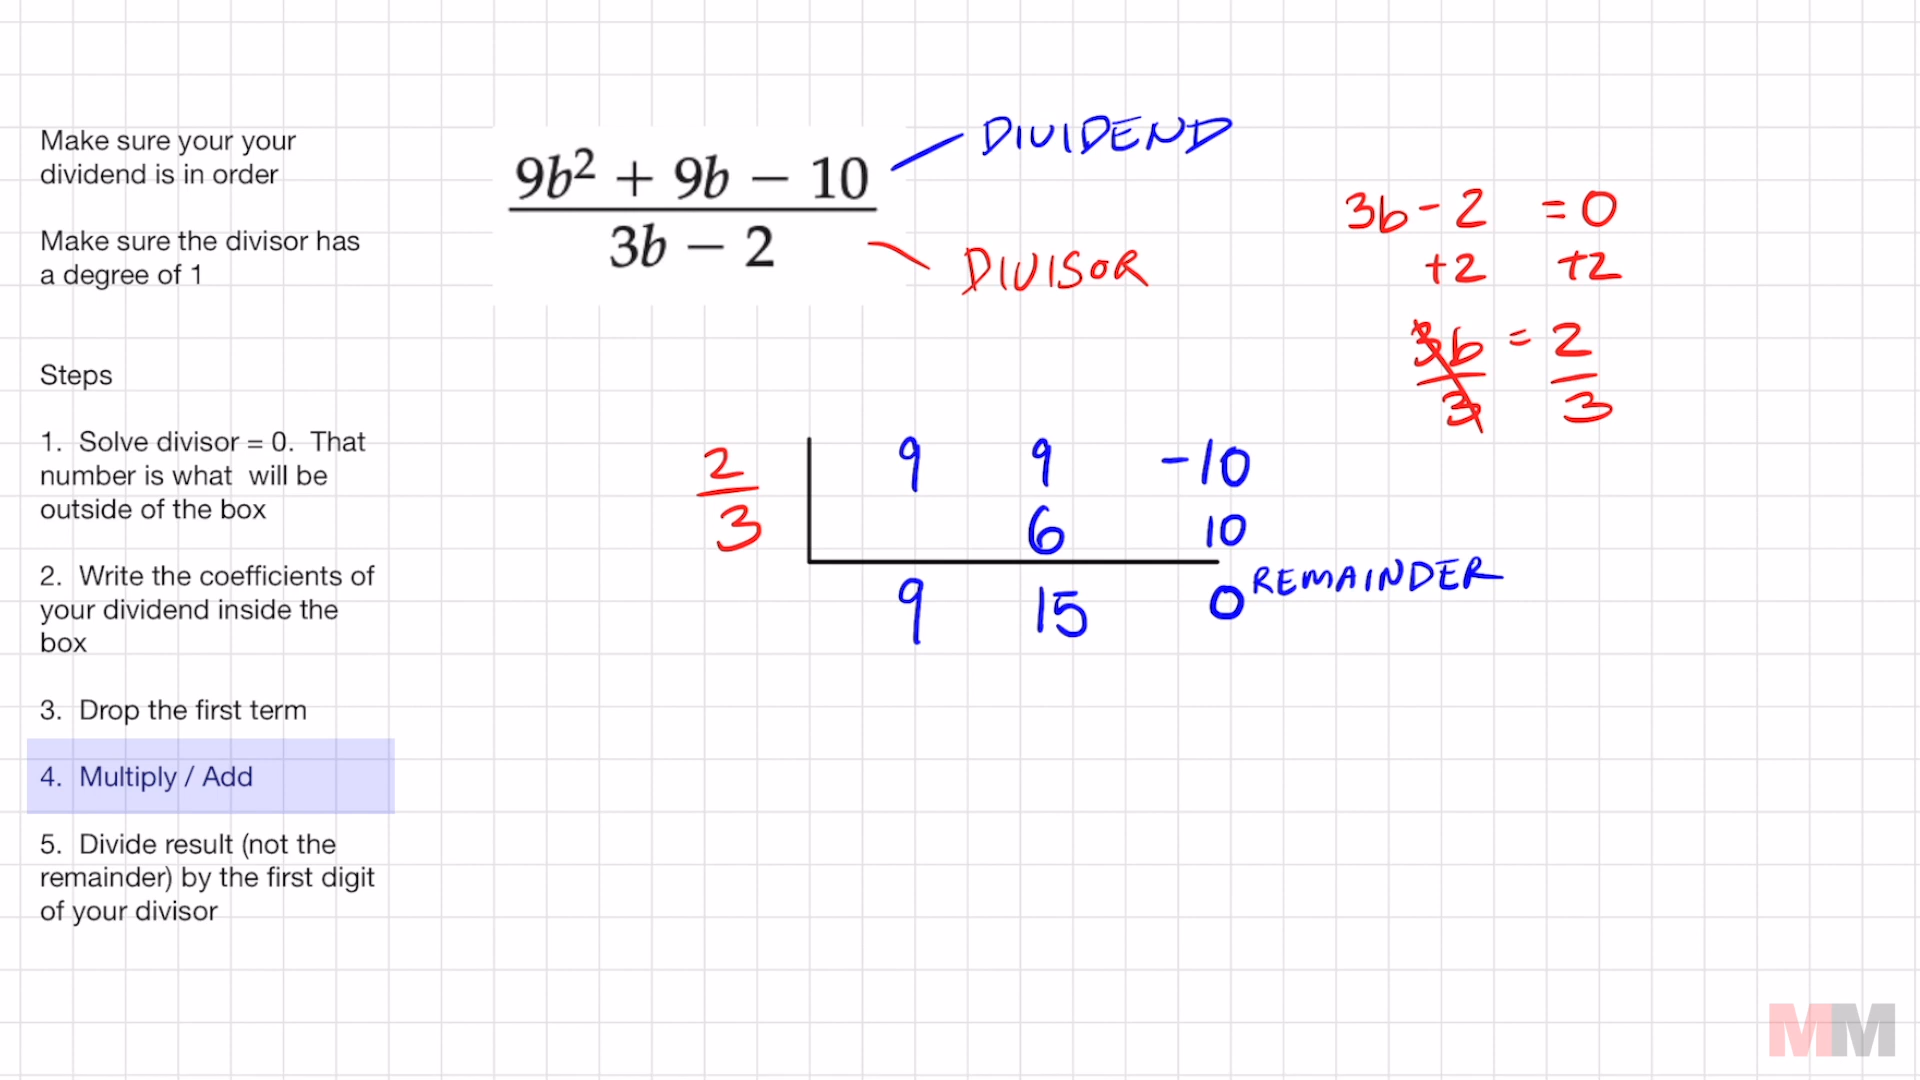 Make sure your your
dividend is in order
Make sure the divisor has
a degree of 1
Steps
1. Solve divisor = 0. That
number is what will be
outside of the box
2. Write the coefficients of
your dividend inside the
box
3. Drop the first term
4. Multiply / Add
5. Divide result (not the
remainder) by the first digit
of your divisor
9b² + 9b − 10
3b − 2
DIVIDEND
DIVISOR
3b - 2 = 0
+2 +2
3b = 2
3 3
2
3
9 9 -10
6 10
9 15 0 REMAINDER
MM